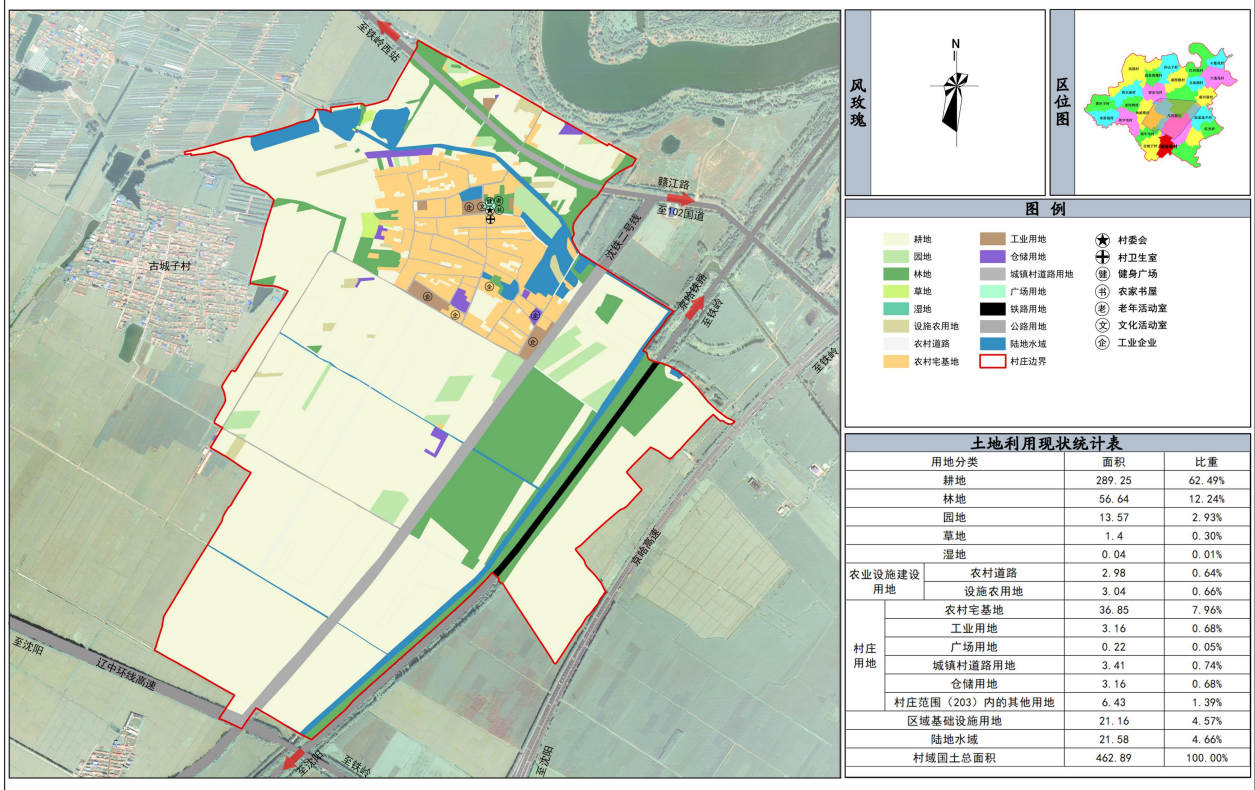 至铁岭西站
赣江路
至102国道
沈铁二号线
京哈铁路
至铁岭
至铁岭
古城子村
京哈高速
至沈阳
辽中环线高速
至沈阳
至铁岭
至沈阳
企 文 健 老 书
企
企
企
企
企
风玫瑰
N
区位图
图 例
耕地
园地
林地
草地
湿地
设施农用地
农村道路
农村宅基地
工业用地
仓储用地
城镇村道路用地
广场用地
铁路用地
公路用地
陆地水域
村庄边界
村委会
村卫生室
健 健身广场
书 农家书屋
老 老年活动室
文 文化活动室
企 工业企业
土地利用现状统计表
用地分类 面积 比重
耕地 289.25 62.49%
林地 56.64 12.24%
园地 13.57 2.93%
草地 1.4 0.30%
湿地 0.04 0.01%
农业设施建设用地 农村道路 2.98 0.64%
设施农用地 3.04 0.66%
村庄用地 农村宅基地 36.85 7.96%
工业用地 3.16 0.68%
广场用地 0.22 0.05%
城镇村道路用地 3.41 0.74%
仓储用地 3.16 0.68%
村庄范围（203）内的其他用地 6.43 1.39%
区域基础设施用地 21.16 4.57%
陆地水域 21.58 4.66%
村域国土总面积 462.89 100.00%